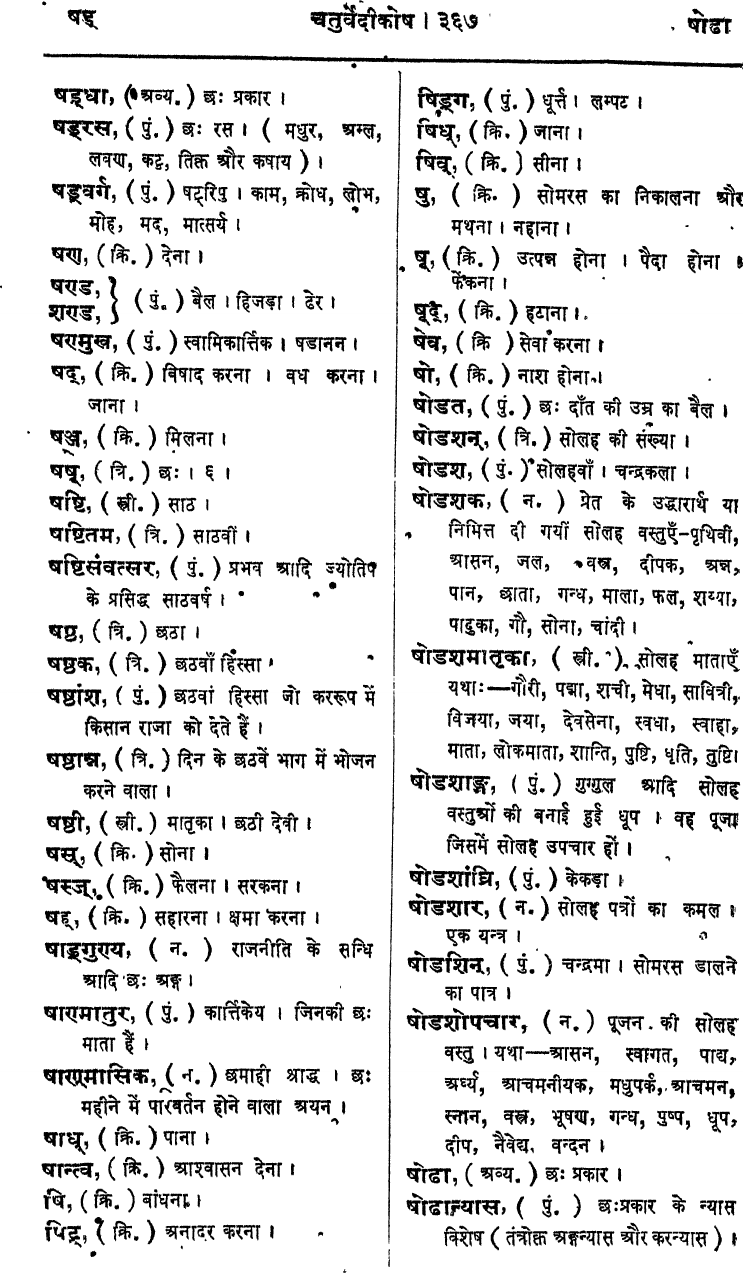 षड् चतुर्वेदीकोष । ३६७ षोढा
षड्धा, ( अव्य. ) छः प्रकार ।
षड्रस, ( पुं. ) छः रस । ( मधुर, अम्ल,
लवण, कटु, तिक्त और कषाय ) ।
षड्वर्ग, ( पुं. ) षट्रिपु । काम, क्रोध, लोभ,
मोह, मद, मात्सर्य ।
षण, ( क्रि. ) देना ।
षण्ड,
शण्ड, } ( पुं. ) बैल । हिजड़ा । ढेर ।
षण्मुख, ( पुं. ) स्वामिकार्त्तिक । षडानन ।
षद्, ( क्रि. ) विषाद करना । वध करना ।
जाना ।
षञ्ज, ( क्रि. ) मिलना ।
षष्, ( त्रि. ) छः । ६ ।
षष्टि, ( स्त्री. ) साठ ।
षष्टितम, ( त्रि. ) साठवीं ।
षष्टिसंवत्सर, ( पुं. ) प्रभव आदि ज्योतिष
के प्रसिद्ध साठवर्ष ।
षष्ठ, ( त्रि. ) छठा ।
षष्ठक, ( त्रि. ) छठवाँ हिस्सा
षष्ठांश, ( पुं. ) छठवां हिस्सा जो कररूप में
किसान राजा को देते हैं ।
षष्ठान्न, ( त्रि. ) दिन के छठवें भाग में भोजन
करने वाला ।
षष्ठी, ( स्त्री. ) मातृका । छठी देवी ।
षस्, ( क्रि. ) सोना ।
षस्ज्, ( क्रि. ) फैलना । सरकना ।
षह्, ( क्रि. ) सहारना । क्षमा करना ।
षाड्गुण्य, ( न. ) राजनीति के सन्धि
आदि छः अङ्ग ।
षाण्मातुर, ( पुं. ) कार्त्तिकेय । जिनकी छः
माता हैं ।
षाण्मासिक, ( न. ) छमाही श्राद्ध । छः
महीने में परिवर्तन होने वाला अयन ।
षाध्, ( क्रि. ) पाना ।
षान्त्व, ( क्रि. ) आश्वासन देना ।
षि, ( क्रि. ) बांधना ।
षिट्, ( क्रि. ) अनादर करना ।
षिड्ग, ( पुं. ) धूर्त्त । लम्पट ।
षिध्, ( क्रि. ) जाना ।
षिव्, ( क्रि. ) सीना ।
षु, ( क्रि. ) सोमरस का निकालना और
मथना । नहाना ।
षू, ( क्रि. ) उत्पन्न होना । पैदा होना ।
फेंकना ।
षूद्, ( क्रि. ) हटाना ।
षेव, ( क्रि ) सेवा करना ।
षो, ( क्रि. ) नाश होना ।
षोडत, ( पुं. ) छः दाँत की उम्र का बैल ।
षोडशन्, ( त्रि. ) सोलह की संख्या ।
षोडश, ( पुं. ) सोलहवाँ । चन्द्रकला ।
षोडशक, ( न. ) प्रेत के उद्धारार्थ या
निमित्त दी गयीं सोलह वस्तुएँ-पृथिवी,
आसन, जल, वस्त्र, दीपक, अन्न,
पान, छाता, गन्ध, माला, फल, शय्या,
पादुका, गौ, सोना, चांदी ।
षोडशमातृका, ( स्त्री. ) सोलह माताएँ
यथाः—गौरी, पद्मा, शची, मेधा, सावित्री,
विजया, जया, देवसेना, स्वधा, स्वाहा,
माता, लोकमाता, शान्ति, पुष्टि, धृति, तुष्टि।
षोडशाङ्ग, ( पुं. ) गुग्गुल आदि सोलह
वस्तुओं की बनाई हुई धूप । वह पूजा
जिसमें सोलह उपचार हों ।
षोडशांघ्रि, ( पुं. ) केकड़ा ।
षोडशार, ( न. ) सोलह पत्रों का कमल ।
एक यन्त्र ।
षोडशिन्, ( पुं. ) चन्द्रमा । सोमरस डालने
का पात्र ।
षोडशोपचार, ( न. ) पूजन की सोलह
वस्तु । यथा—आसन, स्वागत, पाद्य,
अर्घ्य, आचमनीयक, मधुपर्क, आचमन,
स्नान, वस्त्र, भूषण, गन्ध, पुष्प, धूप,
दीप, नैवेद्य, वन्दन ।
षोढा, ( अव्य. ) छः प्रकार ।
षोढान्यास, ( पुं. ) छःप्रकार के न्यास
विशेष ( तंत्रोक्त अङ्गन्यास और करन्यास ) ।